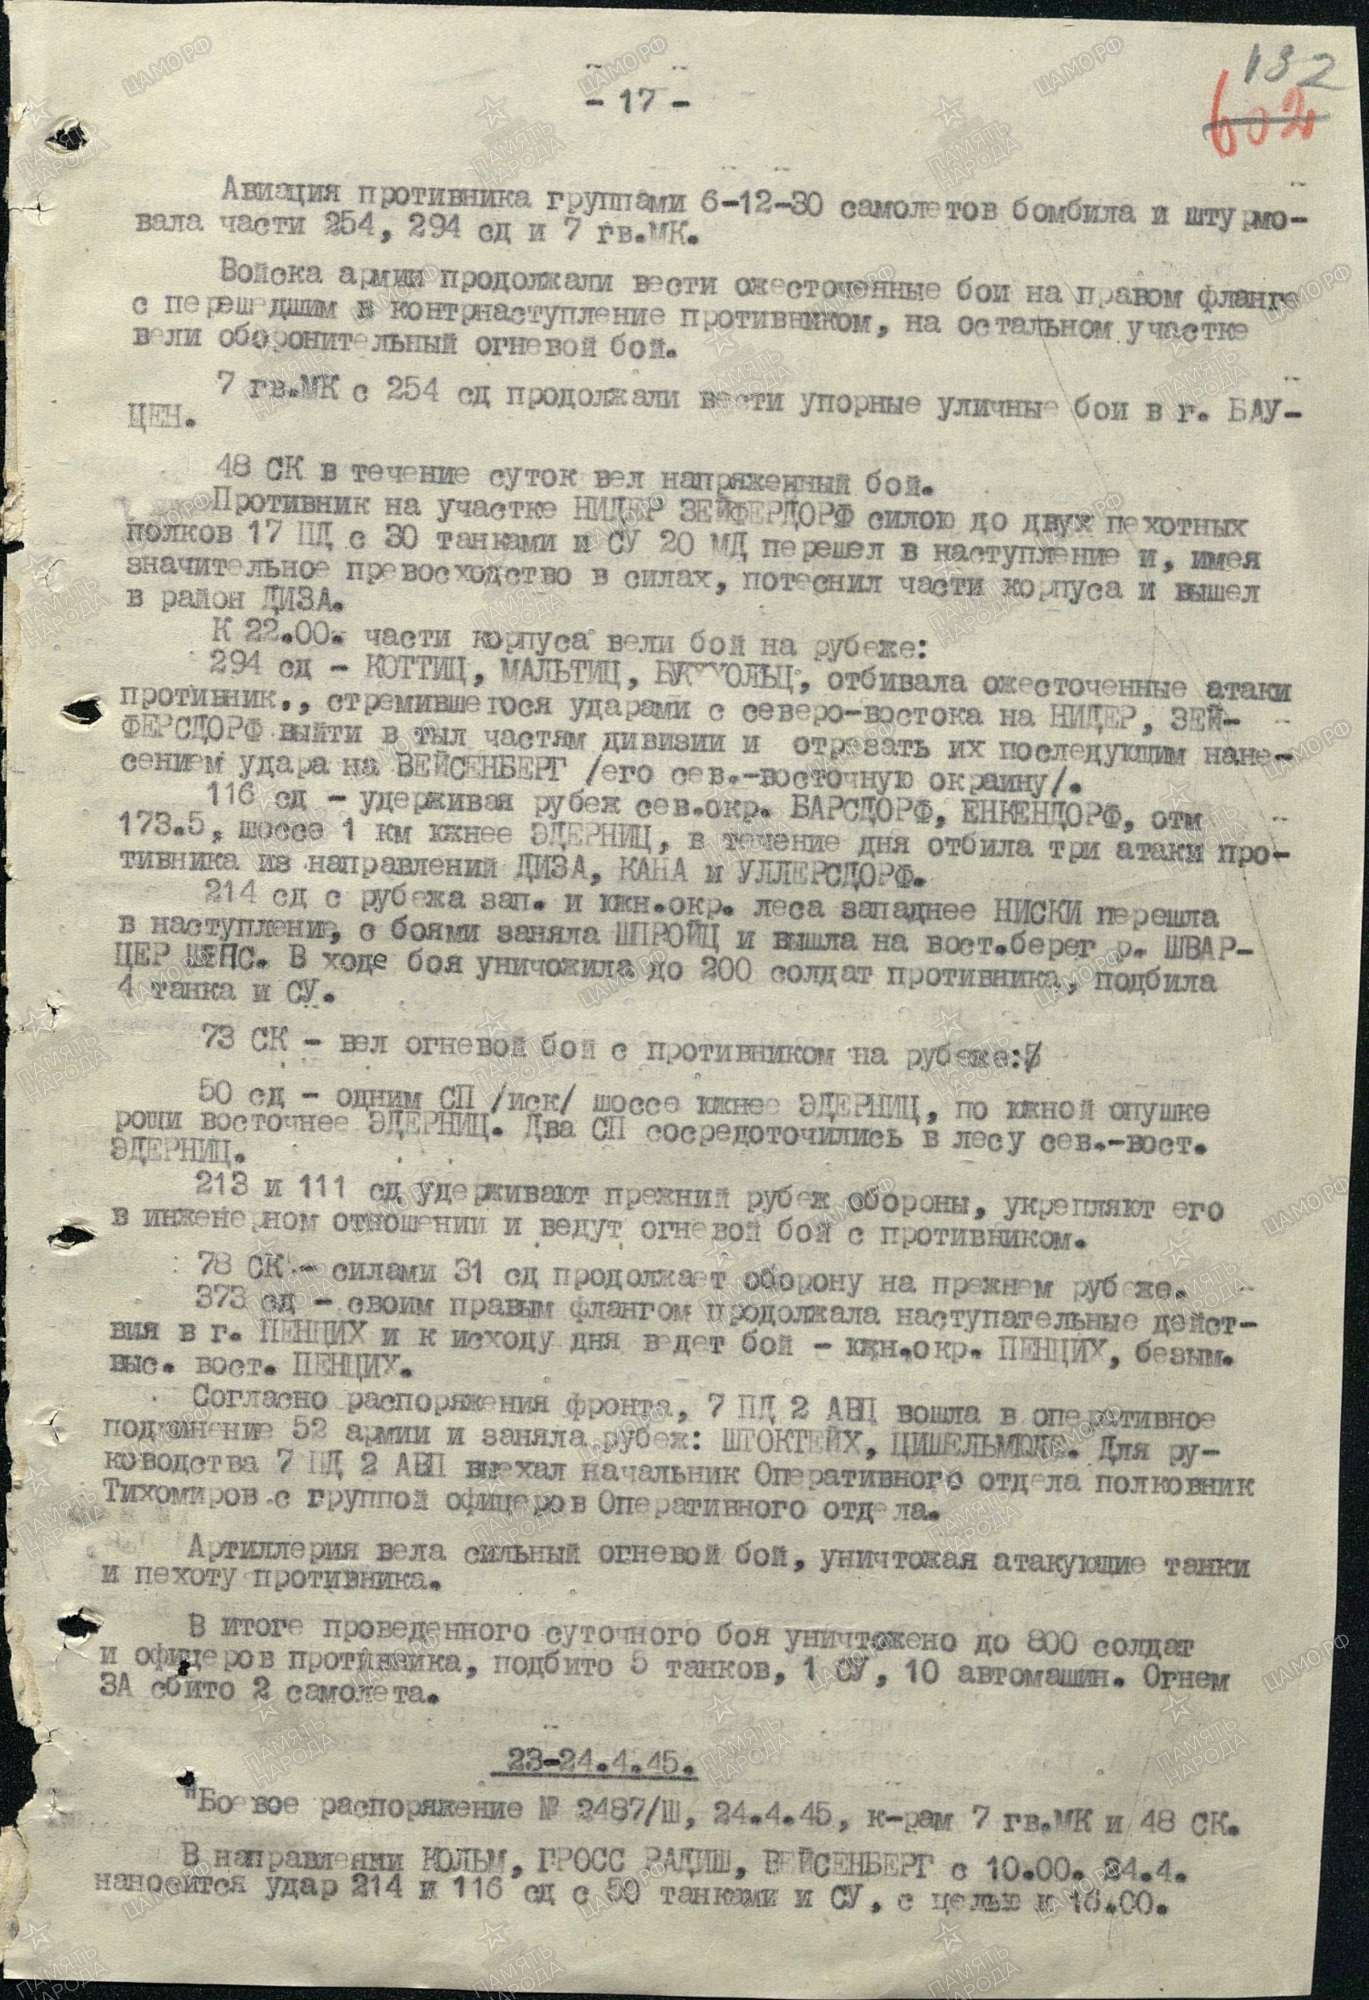 - 17 -
132
602
Авиация противника группами 6-12-30 самолетов бомбила и штурмо-
вала части 254, 294 сд и 7 гв.МК.
Войска армии продолжали вести ожесточенные бои на правом фланге
с перешедшим в контрнаступление противником, на остальном участке
вели оборонительный огневой бой.
7 гв.МК с 254 сд продолжали вести упорные уличные бои в г. БАУ-
ЦЕН.
48 СК в течение суток вел напряженный бой.
Противник на участке НИДЕР ЗЕЙФЕРДОРФ силою до двух пехотных
полков 17 ПД с 30 танками и СУ 20 МД перешел в наступление и, имея
значительное превосходство в силах, потеснил части корпуса и вышел
в район ДИЗА.
К 22.00. части корпуса вели бой на рубеже:
294 сд - КОТТИЦ, МАЛЬТИЦ, БУХХОЛЬЦ, отбивала ожесточенные атаки
противник., стремившегося ударами с северо-востока на НИДЕР, ЗЕЙ-
ФЕРСДОРФ выйти в тыл частям дивизии и отрезать их последующим нане-
сением удара на ВЕЙСЕНБЕРГ /его сев.-восточную окраину/.
116 сд - удерживая рубеж сев.окр. БАРСДОРФ, ЕНКЕНДОРФ, отм
173.5, шоссе 1 км южнее ЭДЕРНИЦ, в течение дня отбила три атаки про-
тивника из направлений ДИЗА, КАНА и УЛЛЕРСДОРФ.
214 сд с рубежа зап. и южн.окр. леса западнее НИСКИ перешла
в наступление, с боями заняла ШПРОЙЦ и вышла на вост.берег р. ШВАР-
ЦЕР ШЕПС. В ходе боя уничожила до 200 солдат противника, подбила
4 танка и СУ.
73 СК - вел огневой бой с противником на рубеже:
50 сд - одним СП /иск/ шоссе южнее ЭДЕРНИЦ, по южной опушке
рощи восточнее ЭДЕРНИЦ. Два СП сосредоточились в лесу сев.-вост.
ЭДЕРНИЦ.
213 и 111 сд удерживают прежний рубеж обороны, укрепляют его
в инженерном отношении и ведут огневой бой с противником.
78 СК - силами 31 сд продолжает оборону на прежнем рубеже.
373 сд - своим правым флангом продолжала наступательные дейст-
вия в г. ПЕНЦИХ и к исходу дня ведет бой - южн.окр. ПЕНЦИХ, безым.
выс. вост. ПЕНЦИХ.
Согласно распоряжения фронта, 7 ПД 2 АВП вошла в оперативное
подчинение 52 армии и заняла рубеж: ШТОКТЕЙХ, ЦИШЕЛЬМЮЛЕ. Для ру-
ководства 7 ПД 2 АВП выехал начальник Оперативного отдела полковник
Тихомиров с группой офицеров Оперативного отдела.
Артиллерия вела сильный огневой бой, уничтожая атакующие танки
и пехоту противника.
В итоге проведенного суточного боя уничтожено до 800 солдат
и офицеров противника, подбито 5 танков, 1 СУ, 10 автомашин. Огнем
ЗА сбито 2 самолета.
23-24.4.45.
"Боевое распоряжение № 2487/Ш, 24.4.45, к-рам 7 гв.МК и 48 СК.
В направлении КОЛЬМ, ГРОСС РАДИШ, ВЕЙСЕНБЕРГ с 10.00. 24.4.
наносится удар 214 и 116 сд с 50 танками и СУ, с целью к 16.00.